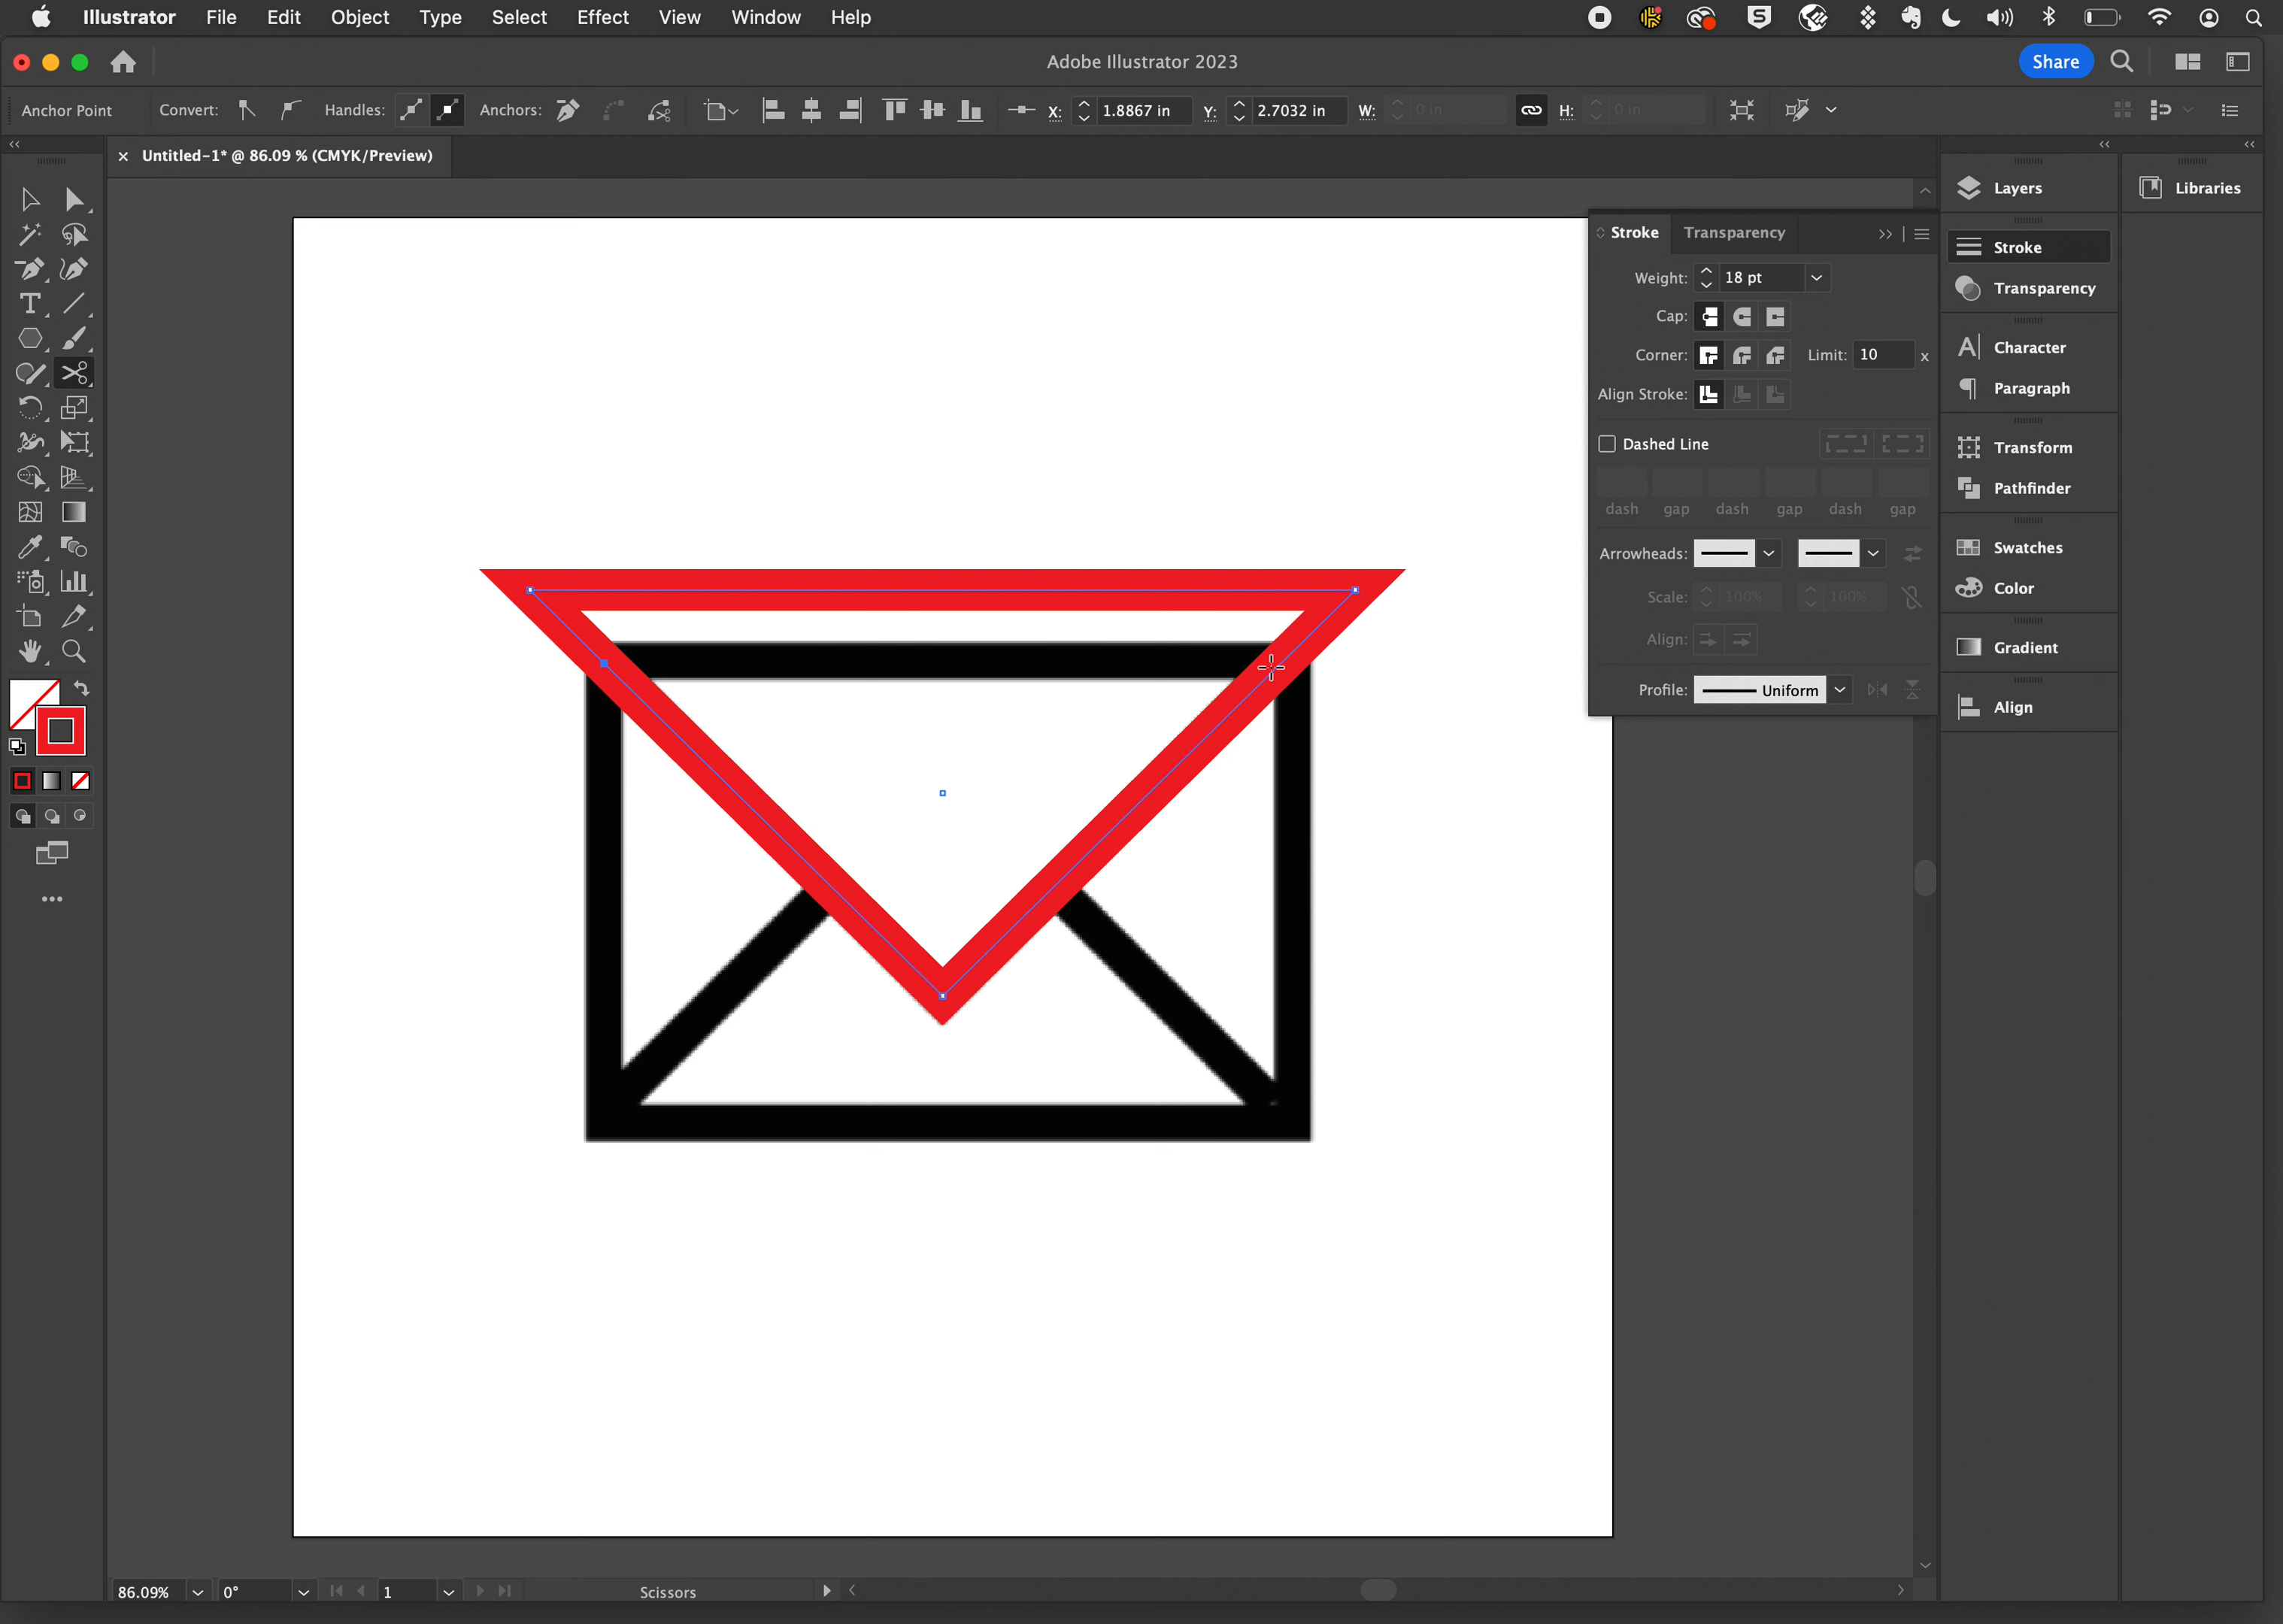 Illustrator File Edit Object Type Select Effect View Window Help
Adobe Illustrator 2023
Share
Anchor Point Convert: Handles: Anchors: X: 1.8867 in Y: 2.7032 in W: 0 in H: 0 in
× Untitled-1* @ 86.09 % (CMYK/Preview)
Stroke Transparency
Weight: 18 pt
Cap:
Corner: Limit: 10 x
Align Stroke:
Dashed Line
dash gap dash gap dash gap
Arrowheads:
Scale: 100% 100%
Align:
Profile: Uniform
Layers
Stroke
Transparency
Character
Paragraph
Transform
Pathfinder
Swatches
Color
Gradient
Align
Libraries
86.09% 0° 1 Scissors